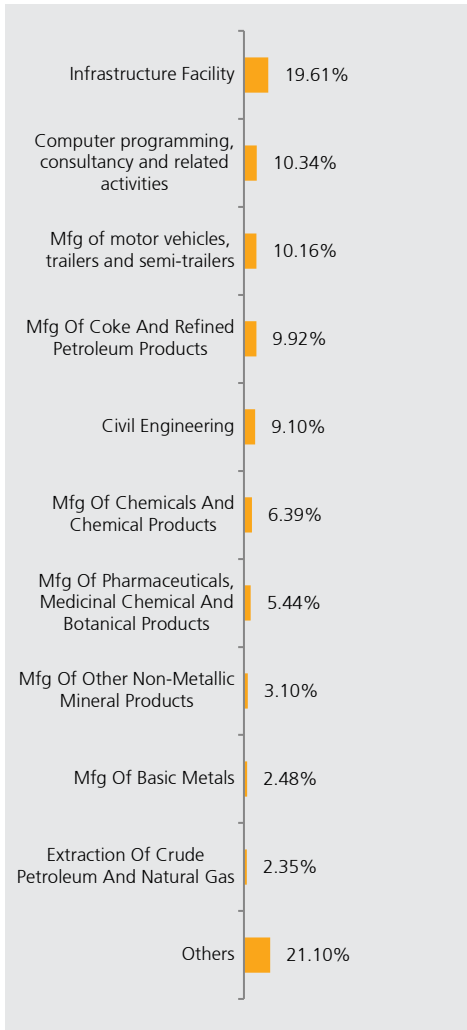 Infrastructure Facility 19.61%
Computer programming,
consultancy and related
activities
10.34%
Mfg of motor vehicles,
trailers and semi-trailers
10.16%
Mfg Of Coke And Refined
Petroleum Products
9.92%
Civil Engineering 9.10%
Mfg Of Chemicals And
Chemical Products
6.39%
Mfg Of Pharmaceuticals,
Medicinal Chemical And
Botanical Products
5.44%
Mfg Of Other Non-Metallic
Mineral Products
3.10%
Mfg Of Basic Metals 2.48%
Extraction Of Crude
Petroleum And Natural Gas
2.35%
Others 21.10%